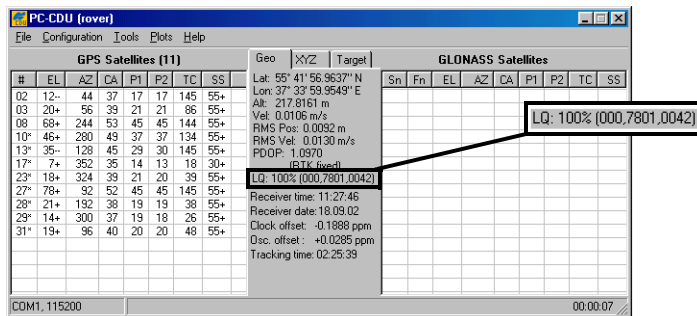 PC-CDU (rover)
File Configuration Tools Plots Help
GPS Satellites (11)
# EL AZ CA P1 P2 TC SS
02 12-- 44 37 17 17 145 55+
03 20+ 56 39 21 21 86 55+
08 68+ 244 53 45 45 144 55+
10* 46+ 280 49 37 37 134 55+
13* 35-- 128 45 29 30 145 55+
17* 7+ 352 35 14 13 18 30+
23* 18+ 324 39 21 20 39 55+
27* 78+ 92 52 45 45 145 55+
28* 21+ 192 38 19 19 38 55+
29* 14+ 300 37 19 18 26 55+
31* 19+ 96 40 20 20 48 55+
Geo XYZ Target
Lat: 55° 41' 56.9637" N
Lon: 37° 33' 59.9549" E
Alt: 217.8161 m
Vel: 0.0106 m/s
RMS Pos: 0.0092 m
RMS Vel: 0.0130 m/s
PDOP: 1.0970
(RTK fixed)
LQ: 100% (000,7801,0042)
Receiver time: 11:27:46
Receiver date: 18.09.02
Clock offset: -0.1888 ppm
Osc. offset : +0.0285 ppm
Tracking time: 02:25:39
GLONASS Satellites
Sn Fn EL AZ CA P1 P2 TC SS
LQ: 100% (000,7801,0042)
COM1, 115200
00:00:07